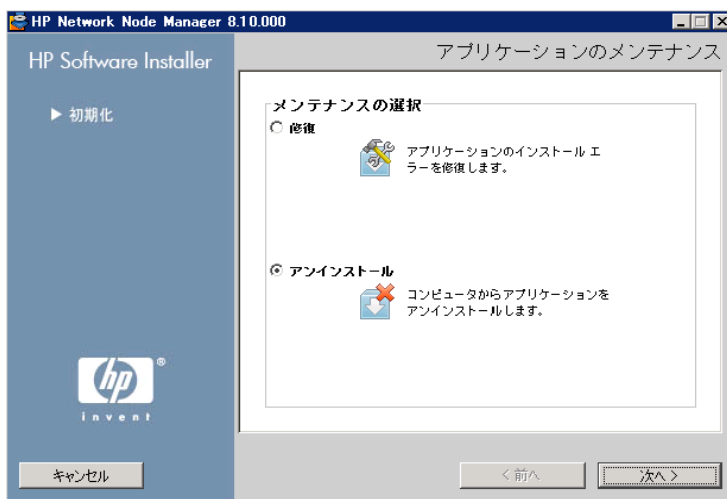 HP Network Node Manager 8.10.000
HP Software Installer
アプリケーションのメンテナンス
▶ 初期化
メンテナンスの選択
修復
アプリケーションのインストール エ
ラーを修復します。
アンインストール
コンピュータからアプリケーションを
アンインストールします。
hp
®
invent
キャンセル
< 前へ
次へ >